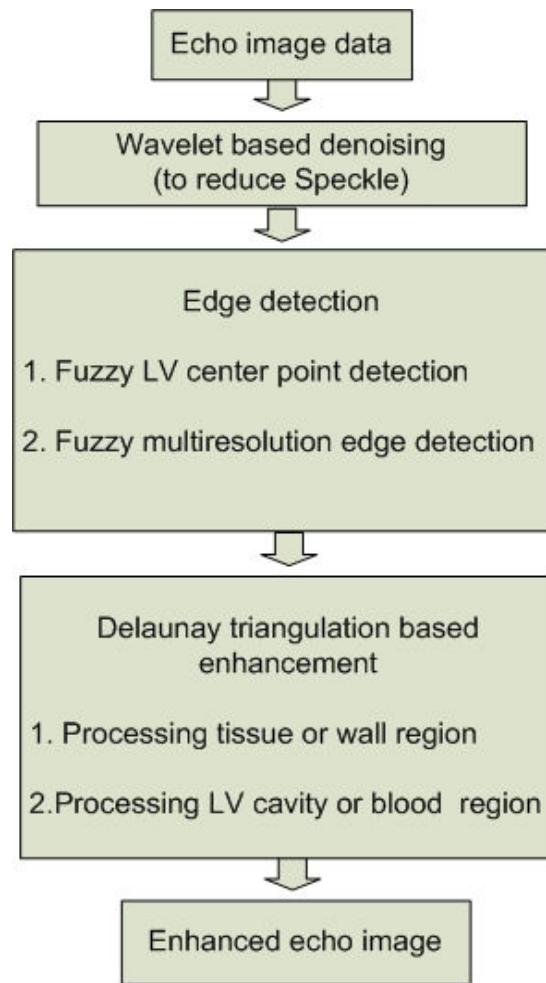 Echo image data
Wavelet based denoising
(to reduce Speckle)
Edge detection
1. Fuzzy LV center point detection
2. Fuzzy multiresolution edge detection
Delaunay triangulation based
enhancement
1. Processing tissue or wall region
2.Processing LV cavity or blood region
Enhanced echo image